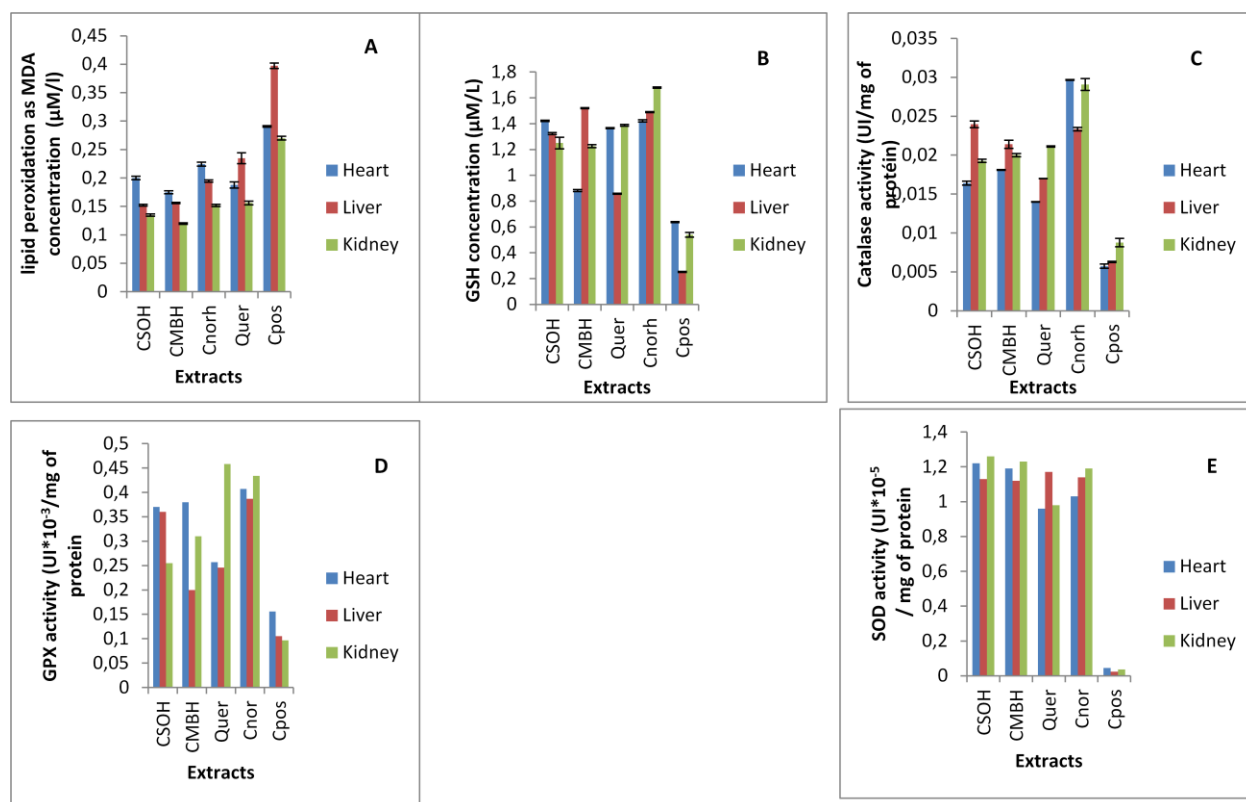 A
lipid peroxidation as MDA
concentration (µM/l)
0,45
0,4
0,35
0,3
0,25
0,2
0,15
0,1
0,05
0
CSOH
CMBH
Cnorh
Quer
Cpos
Extracts
Heart
Liver
Kidney
B
GSH concentration (µM/L)
1,8
1,6
1,4
1,2
1
0,8
0,6
0,4
0,2
0
CSOH
CMBH
Quer
Cnorh
Cpos
Extracts
Heart
Liver
Kidney
C
Catalase activity (UI/mg of
protéin)
0,035
0,03
0,025
0,02
0,015
0,01
0,005
0
CSOH
CMBH
Quer
Cnorh
Cpos
Extracts
Heart
Liver
Kidney
D
GPX activity (UI*10⁻³/mg of
protein
0,5
0,45
0,4
0,35
0,3
0,25
0,2
0,15
0,1
0,05
0
CSOH
CMBH
Quer
Cnor
Cpos
Extracts
Heart
Liver
Kidney
E
SOD activity (UI*10⁻⁵
/ mg of protein
1,4
1,2
1
0,8
0,6
0,4
0,2
0
CSOH
CMBH
Quer
Cnor
Cpos
Extracts
Heart
Liver
Kidney